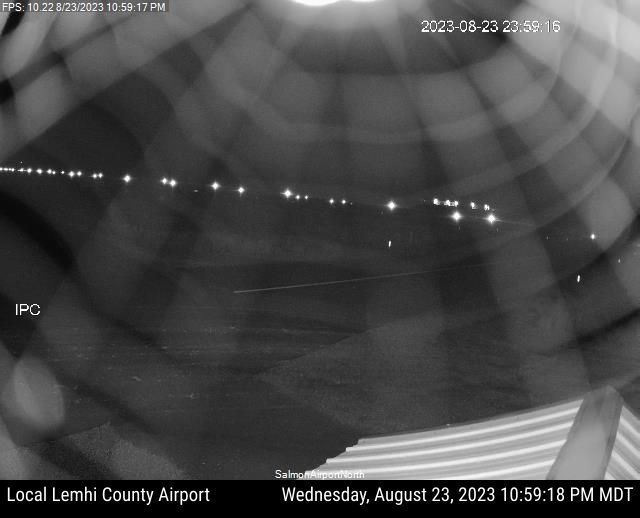 FPS: 10.22 8/23/2023 10:59:17 PM
2023-08-23 23:59:16
IPC
SalmonAirportNorth
Local Lemhi County Airport Wednesday, August 23, 2023 10:59:18 PM MDT